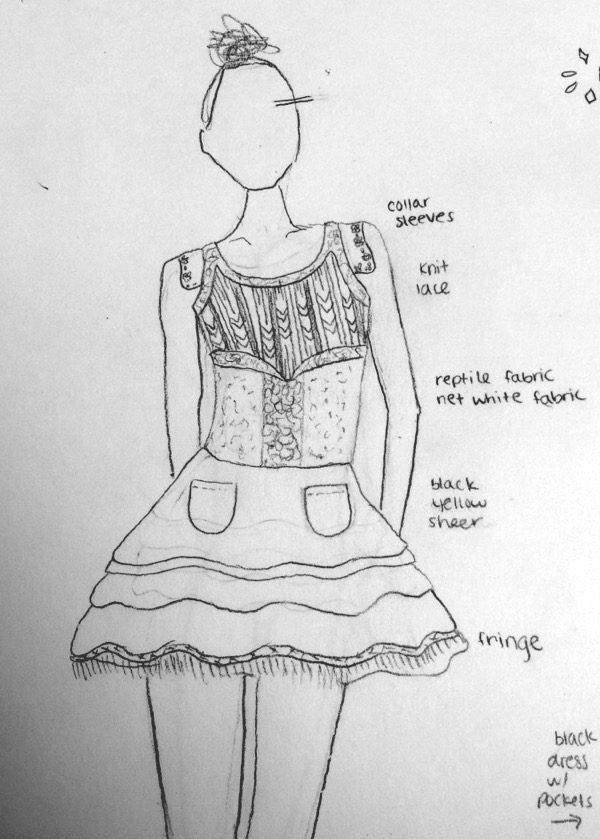 collar
sleeves
knit
lace
reptile fabric
net white fabric
black
yellow
sheer
fringe
black
dress
w/
pockets